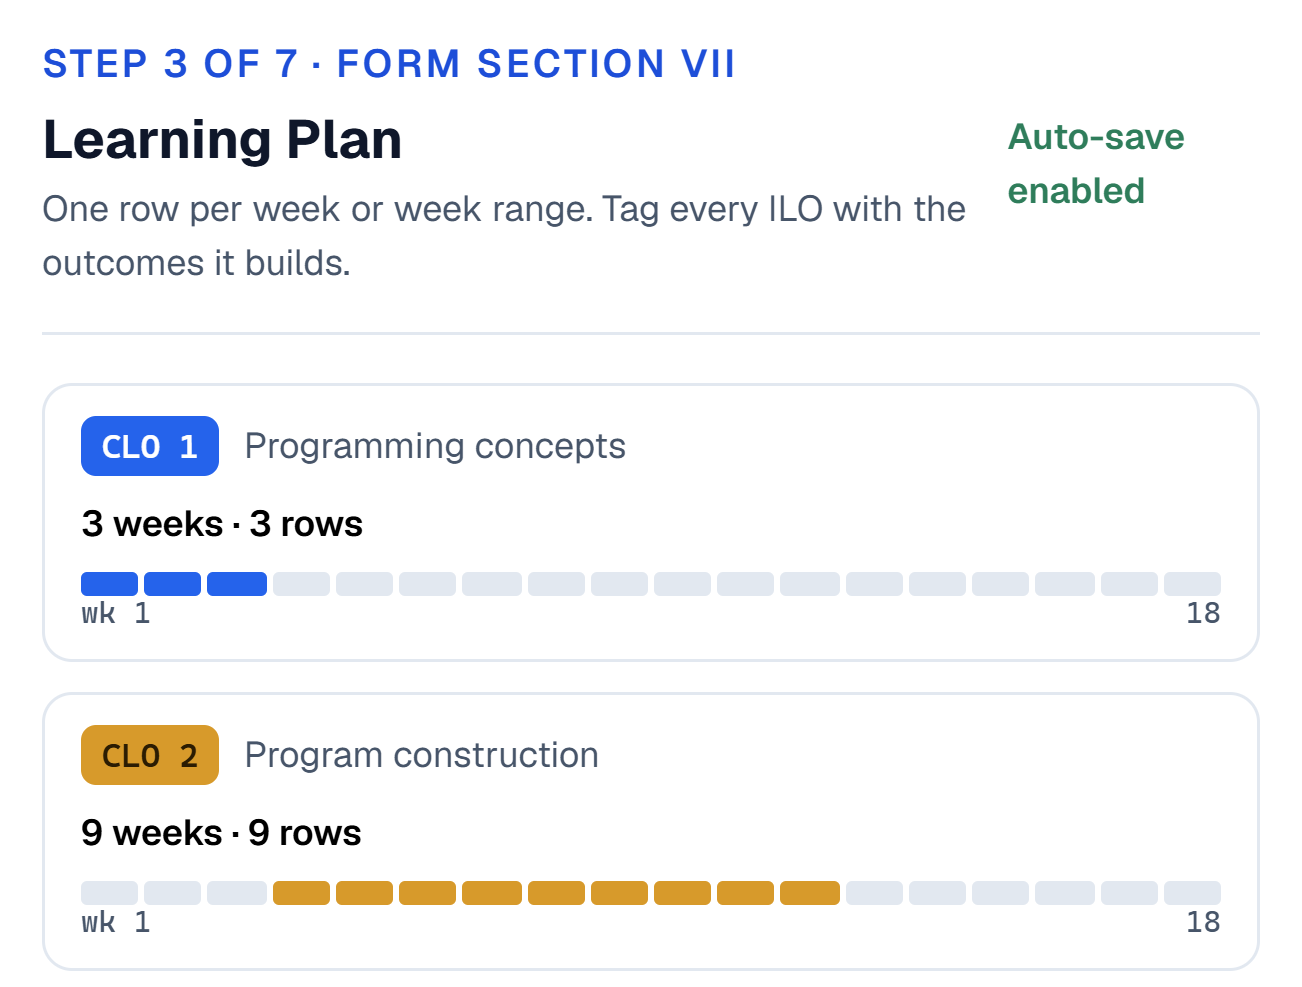 STEP 3 OF 7 · FORM SECTION VII
Learning Plan
Auto-save
enabled
One row per week or week range. Tag every ILO with the
outcomes it builds.
CLO 1 Programming concepts
3 weeks · 3 rows
wk 1 18
CLO 2 Program construction
9 weeks · 9 rows
wk 1 18